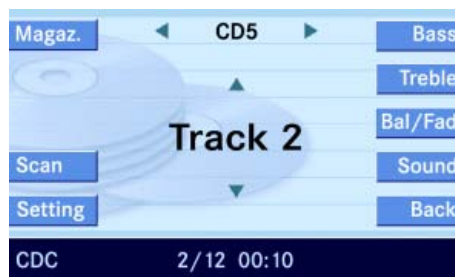 Magaz. CD5 Bass
Treble
Track 2 Bal/Fad
Scan Sound
Setting Back
CDC 2/12 00:10